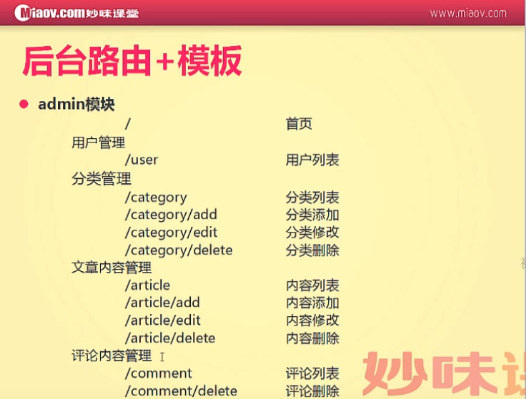 Miaov.com妙味课堂 www.miaov.com
后台路由+模板
admin模块
/ 首页
用户管理
/user 用户列表
分类管理
/category 分类列表
/category/add 分类添加
/category/edit 分类修改
/category/delete 分类删除
文章内容管理
/article 内容列表
/article/add 内容添加
/article/edit 内容修改
/article/delete 内容删除
评论内容管理
/comment 评论列表
/comment/delete 评论删除
妙味课